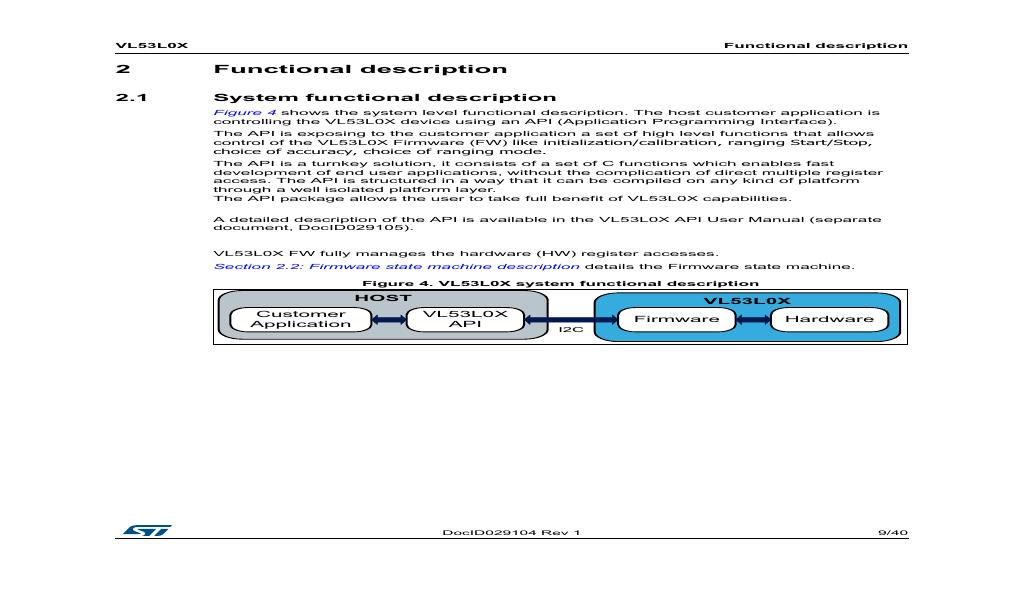 VL53L0X Functional description
2 Functional description
2.1 System functional description
Figure 4 shows the system level functional description. The host customer application is
controlling the VL53L0X device using an API (Application Programming Interface).
The API is exposing to the customer application a set of high level functions that allows
control of the VL53L0X Firmware (FW) like initialization/calibration, ranging Start/Stop,
choice of accuracy, choice of ranging mode.
The API is a turnkey solution, it consists of a set of C functions which enables fast
development of end user applications, without the complication of direct multiple register
access. The API is structured in a way that it can be compiled on any kind of platform
through a well isolated platform layer.
The API package allows the user to take full benefit of VL53L0X capabilities.
A detailed description of the API is available in the VL53L0X API User Manual (separate
document, DocID029105).
VL53L0X FW fully manages the hardware (HW) register accesses.
Section 2.2: Firmware state machine description details the Firmware state machine.
Figure 4. VL53L0X system functional description
HOST
VL53L0X
Customer
Application
VL53L0X
API
I2C
Firmware
Hardware
ST
DocID029104 Rev 1
9/40